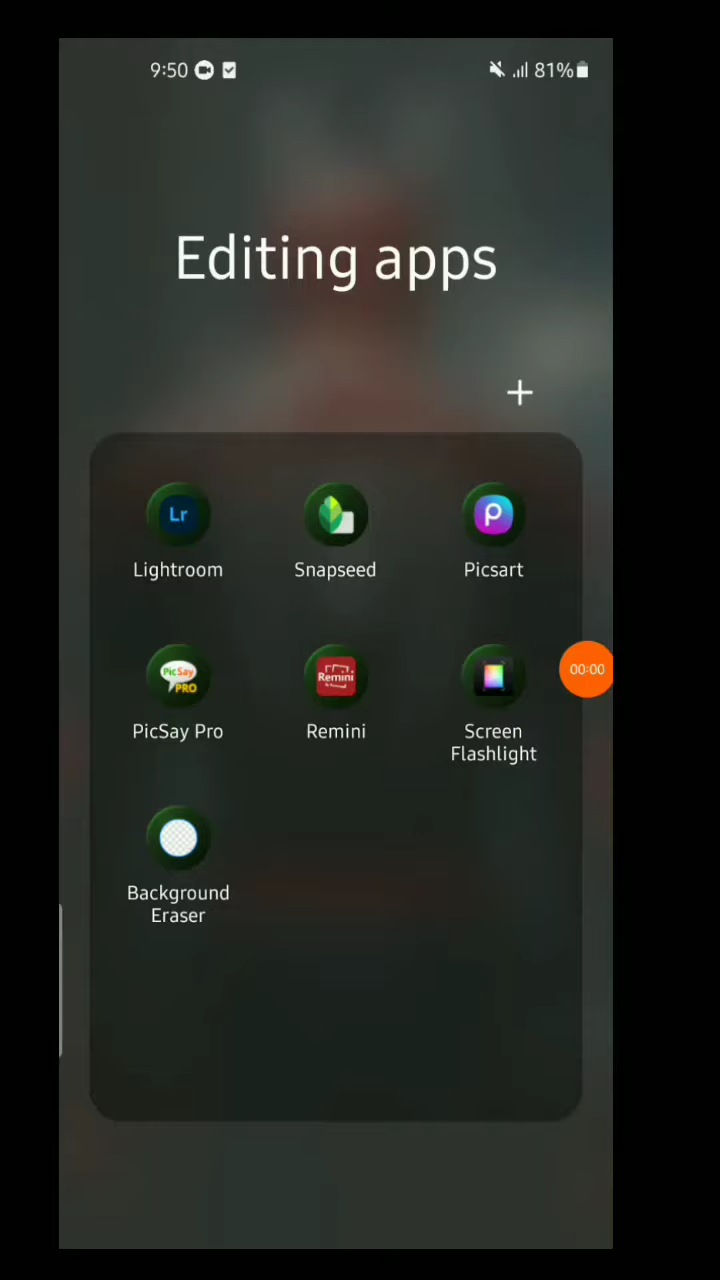 9:50 81%
Editing apps
+
Lr P
Lightroom Snapseed Picsart
PicSay PRO Remini 00:00
PicSay Pro Remini Screen Flashlight
Background
Eraser